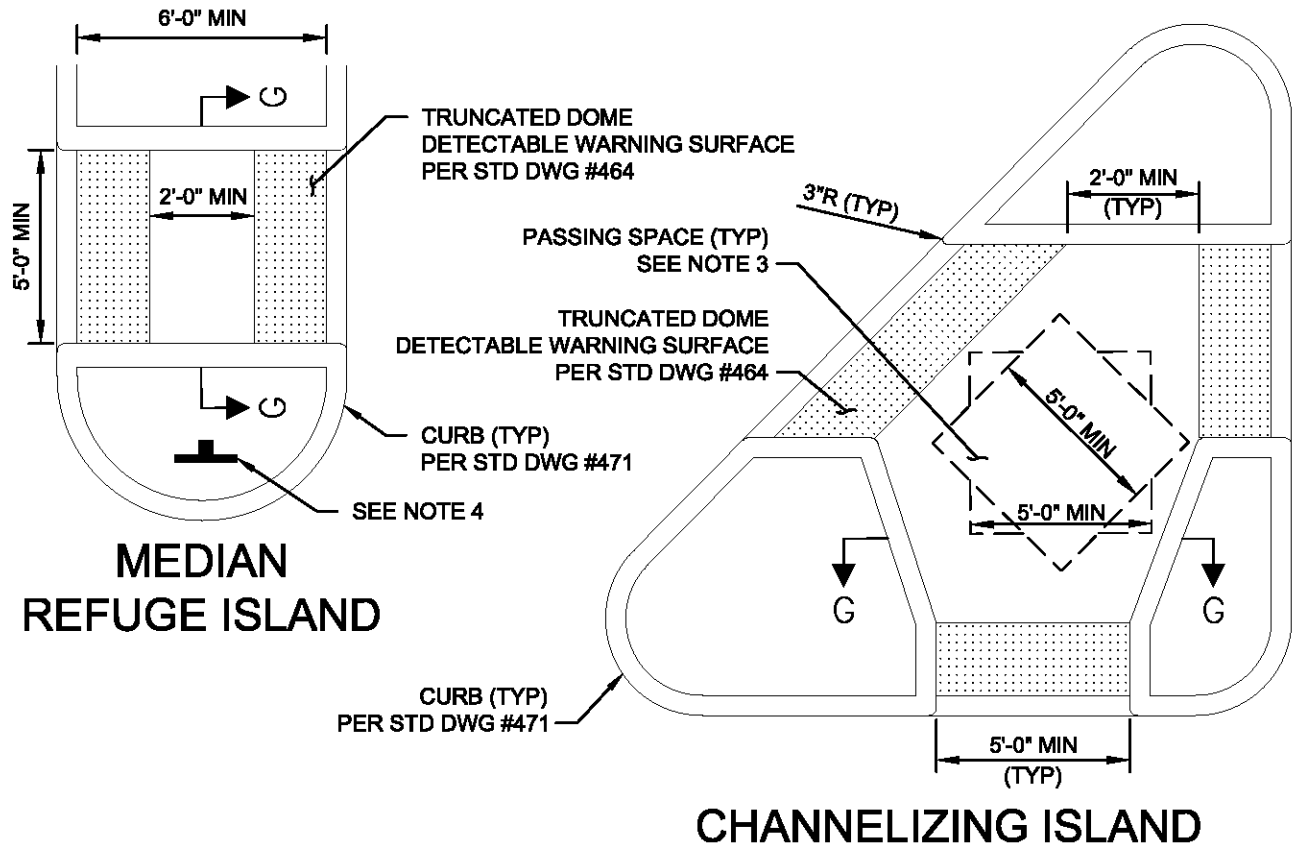 6'-0" MIN
G
TRUNCATED DOME
DETECTABLE WARNING SURFACE
PER STD DWG #464
5'-0" MIN
2'-0" MIN
G
CURB (TYP)
PER STD DWG #471
SEE NOTE 4
MEDIAN
REFUGE ISLAND
3"R (TYP)
2'-0" MIN
(TYP)
PASSING SPACE (TYP)
SEE NOTE 3
TRUNCATED DOME
DETECTABLE WARNING SURFACE
PER STD DWG #464
5'-0" MIN
5'-0" MIN
G
G
CURB (TYP)
PER STD DWG #471
5'-0" MIN
(TYP)
CHANNELIZING ISLAND